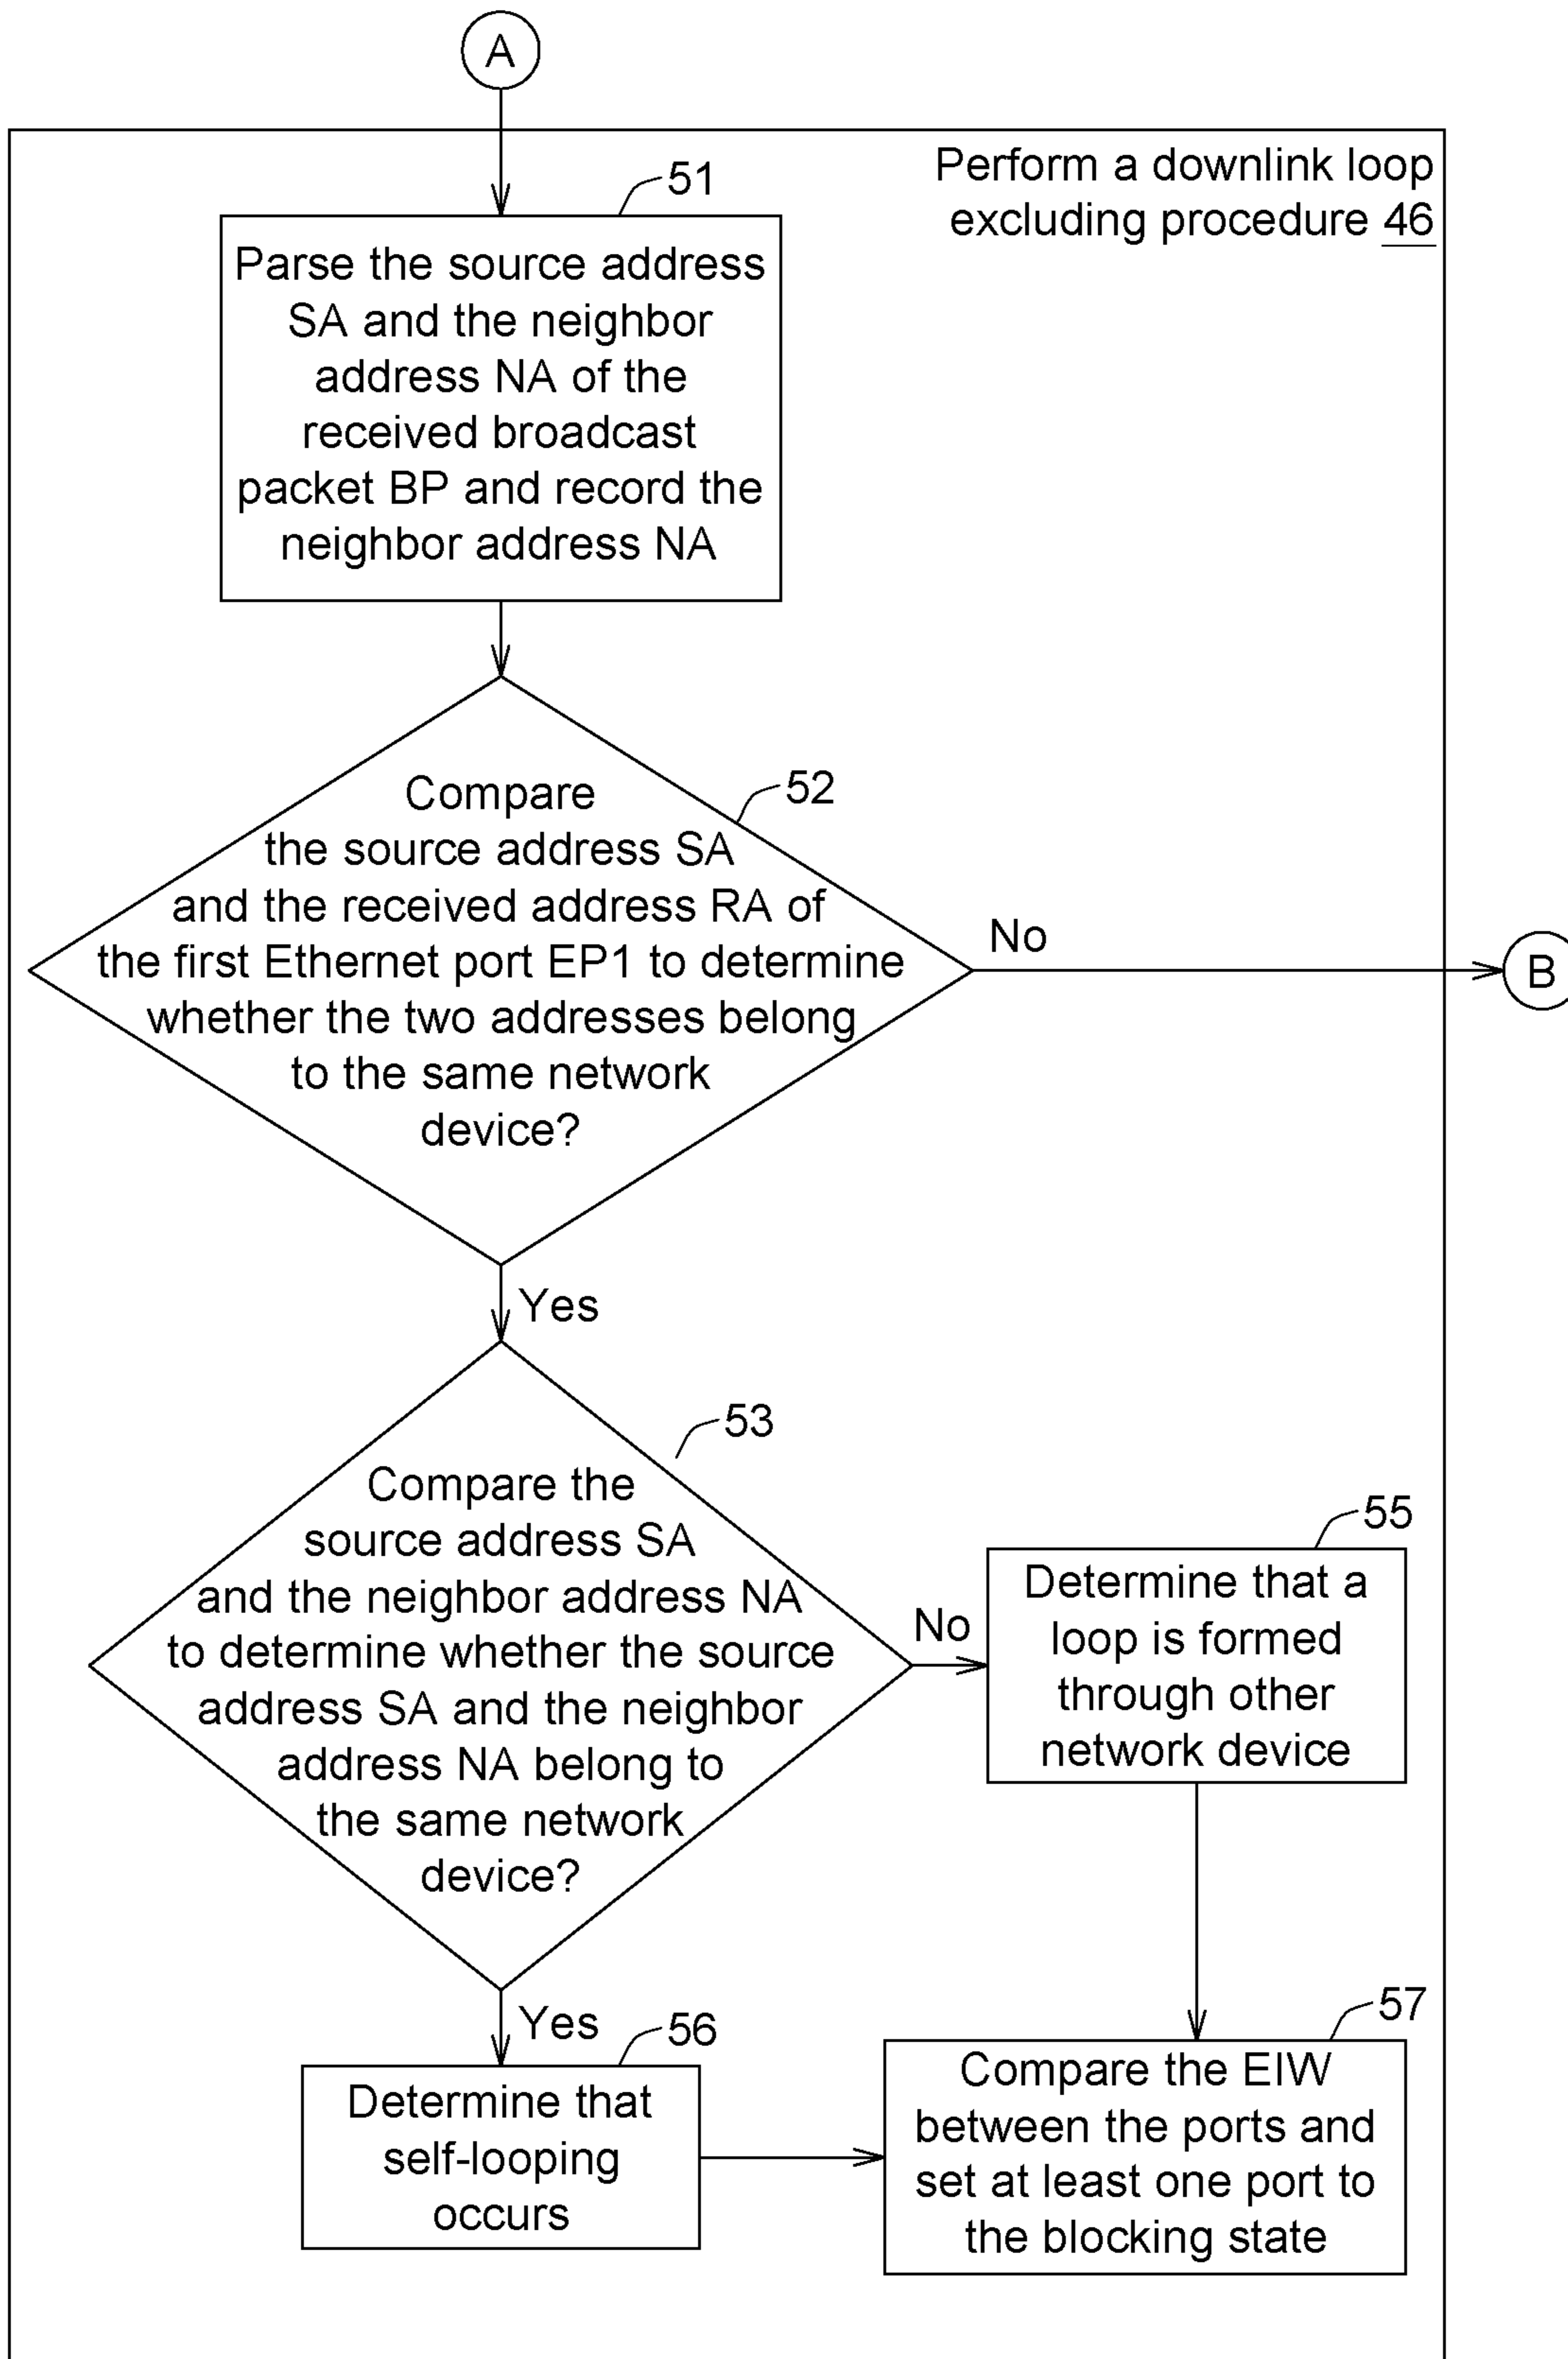 A
Perform a downlink loop
excluding procedure 46
51
Parse the source address
SA and the neighbor
address NA of the
received broadcast
packet BP and record the
neighbor address NA
52
Compare
the source address SA
and the received address RA of
the first Ethernet port EP1 to determine
whether the two addresses belong
to the same network
device?
No
B
Yes
53
Compare the
source address SA
and the neighbor address NA
to determine whether the source
address SA and the neighbor
address NA belong to
the same network
device?
No
55
Determine that a
loop is formed
through other
network device
Yes
56
Determine that
self-looping
occurs
57
Compare the EIW
between the ports and
set at least one port to
the blocking state